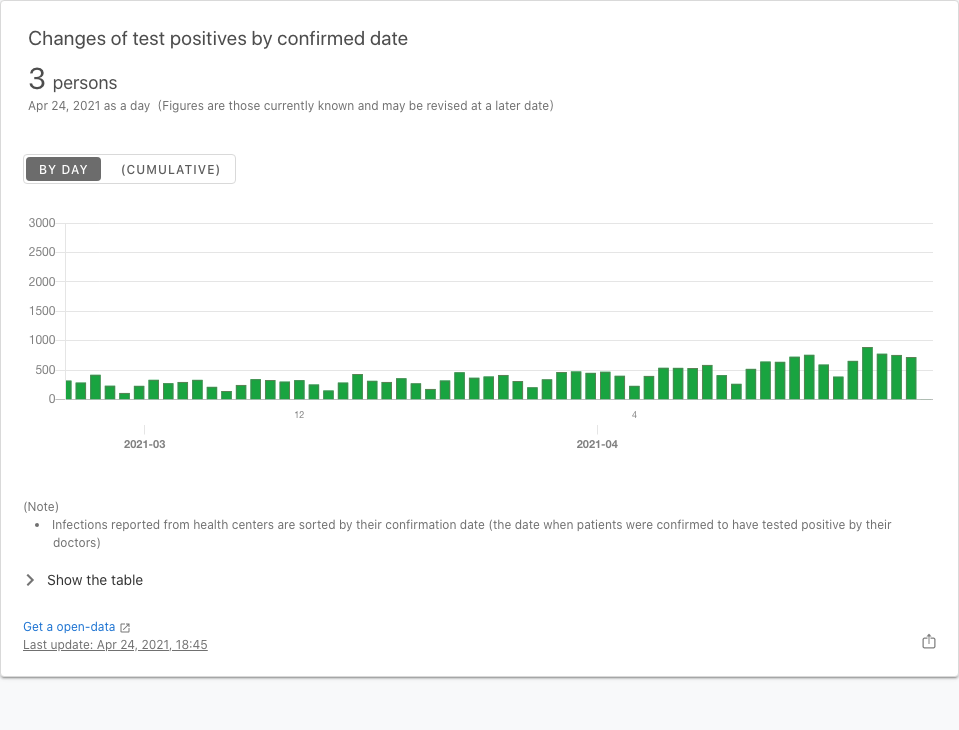 Changes of test positives by confirmed date
3 persons
Apr 24, 2021 as a day (Figures are those currently known and may be revised at a later date)
BY DAY (CUMULATIVE)
3000
2500
2000
1500
1000
500
0
12 4
2021-03 2021-04
(Note)
• Infections reported from health centers are sorted by their confirmation date (the date when patients were confirmed to have tested positive by their
doctors)
Show the table
Get a open-data
Last update: Apr 24, 2021, 18:45